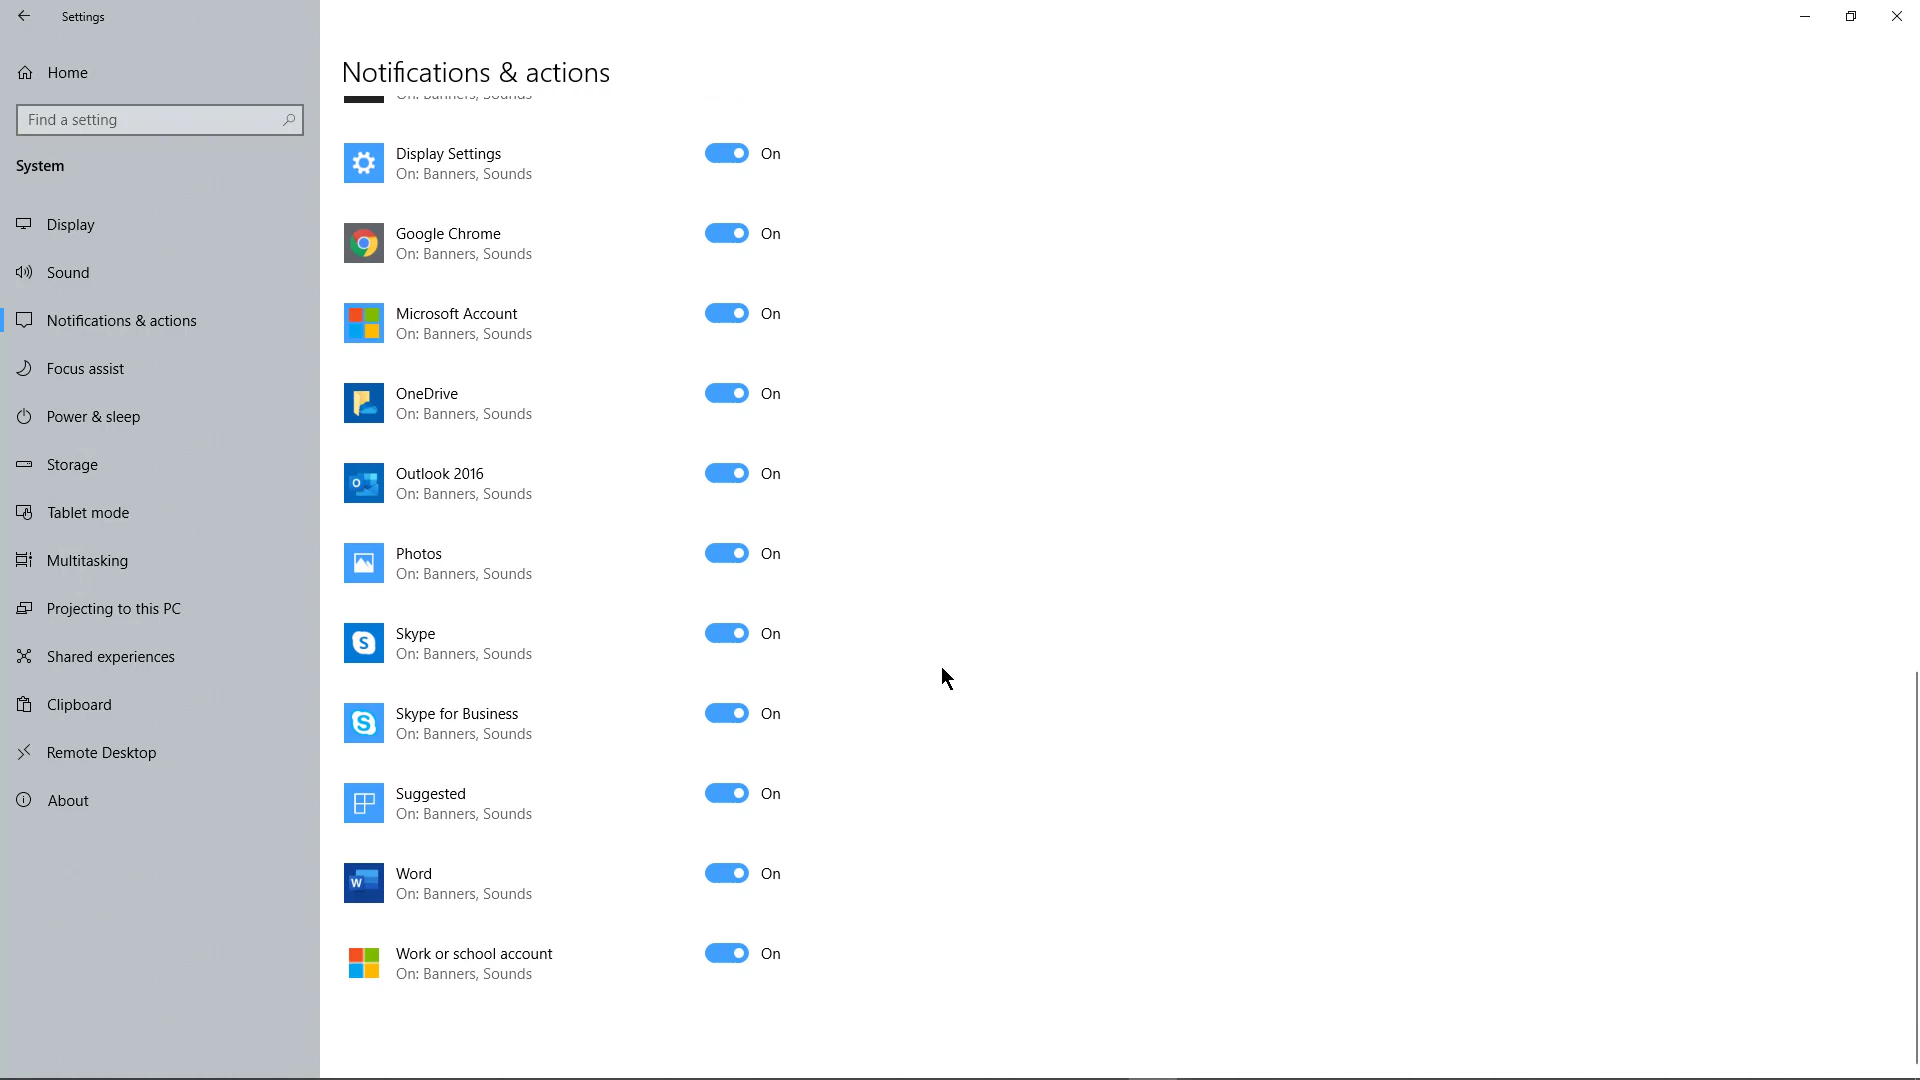 Settings
Home
Find a setting
System
Display
Sound
Notifications & actions
Focus assist
Power & sleep
Storage
Tablet mode
Multitasking
Projecting to this PC
Shared experiences
Clipboard
Remote Desktop
About
Notifications & actions
On: Banners, Sounds
Display Settings
On: Banners, Sounds
On
Google Chrome
On: Banners, Sounds
On
Microsoft Account
On: Banners, Sounds
On
OneDrive
On: Banners, Sounds
On
Outlook 2016
On: Banners, Sounds
On
Photos
On: Banners, Sounds
On
Skype
On: Banners, Sounds
On
Skype for Business
On: Banners, Sounds
On
Suggested
On: Banners, Sounds
On
Word
On: Banners, Sounds
On
Work or school account
On: Banners, Sounds
On